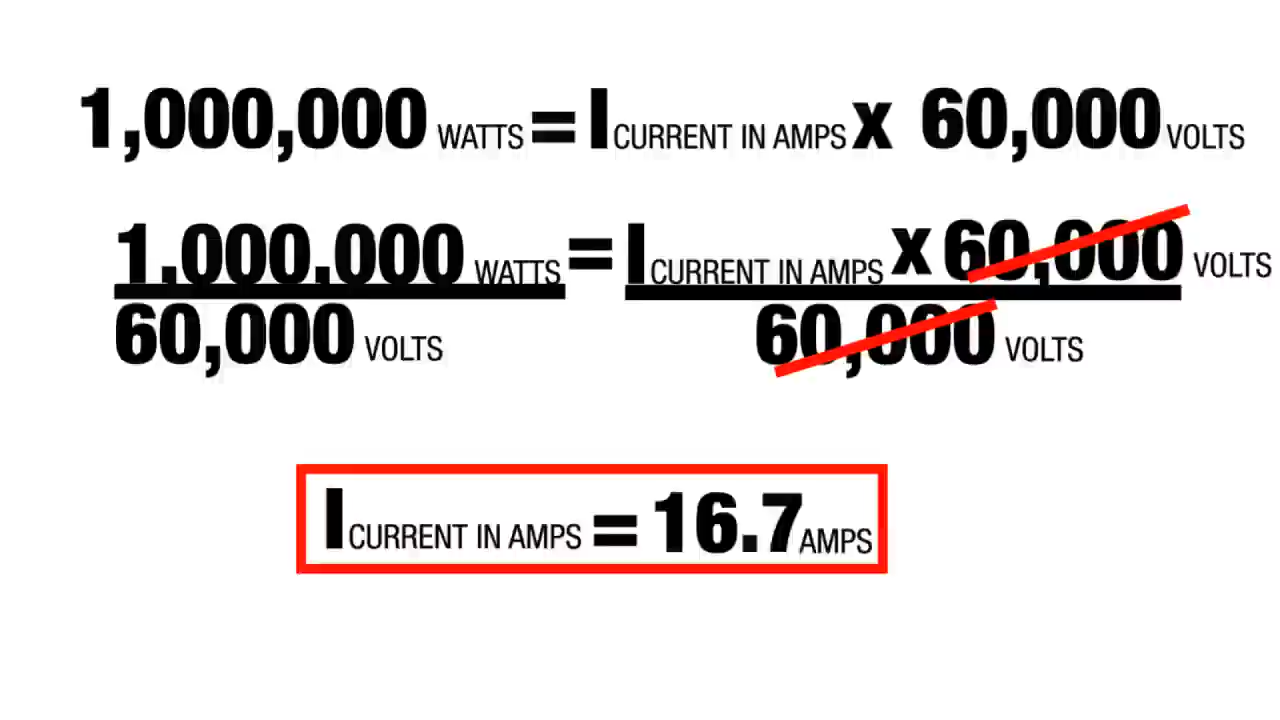 1,000,000 WATTS = I CURRENT IN AMPS x 60,000 VOLTS
1,000,000 WATTS = I CURRENT IN AMPS x 60,000 VOLTS
60,000 VOLTS 60,000 VOLTS
I CURRENT IN AMPS = 16.7 AMPS